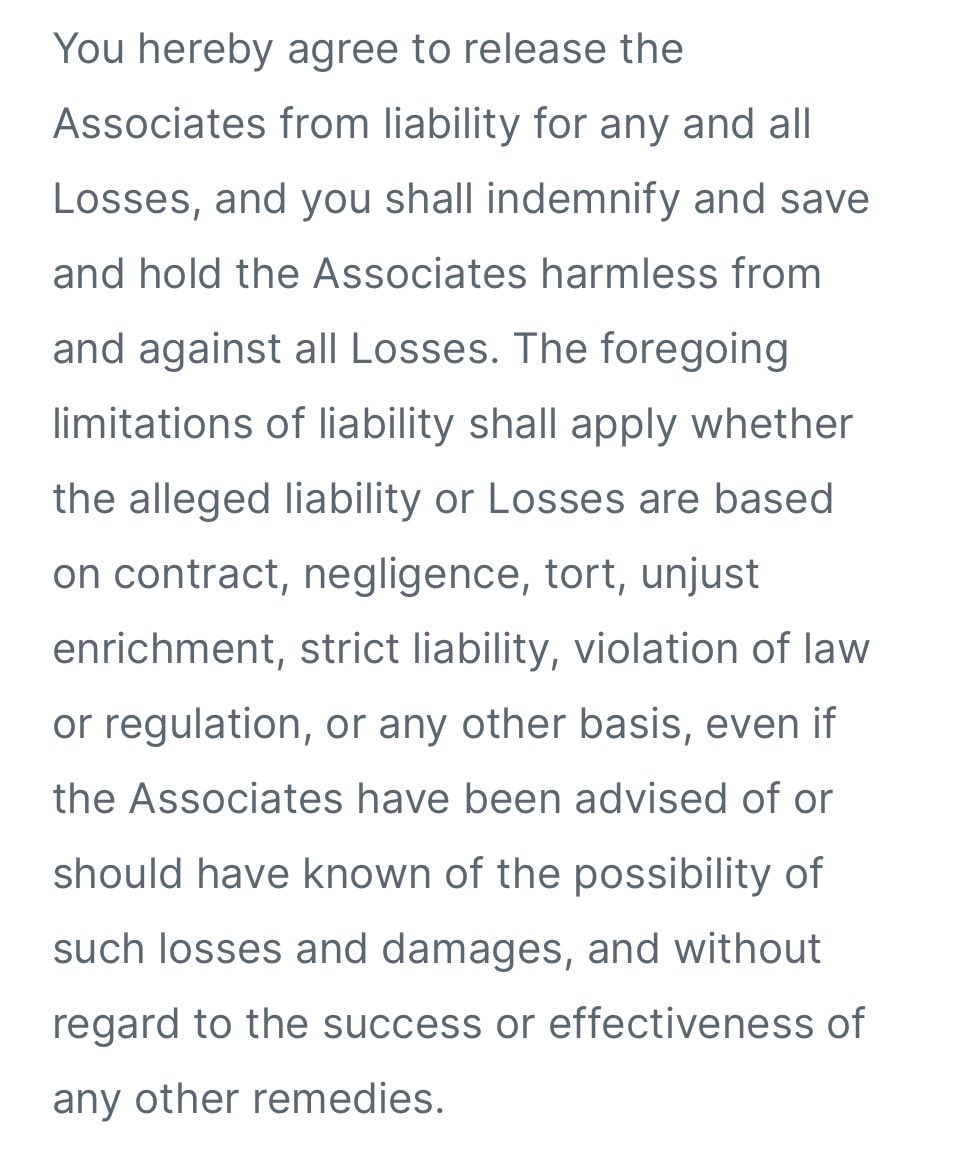 You hereby agree to release the
Associates from liability for any and all
Losses, and you shall indemnify and save
and hold the Associates harmless from
and against all Losses. The foregoing
limitations of liability shall apply whether
the alleged liability or Losses are based
on contract, negligence, tort, unjust
enrichment, strict liability, violation of law
or regulation, or any other basis, even if
the Associates have been advised of or
should have known of the possibility of
such losses and damages, and without
regard to the success or effectiveness of
any other remedies.